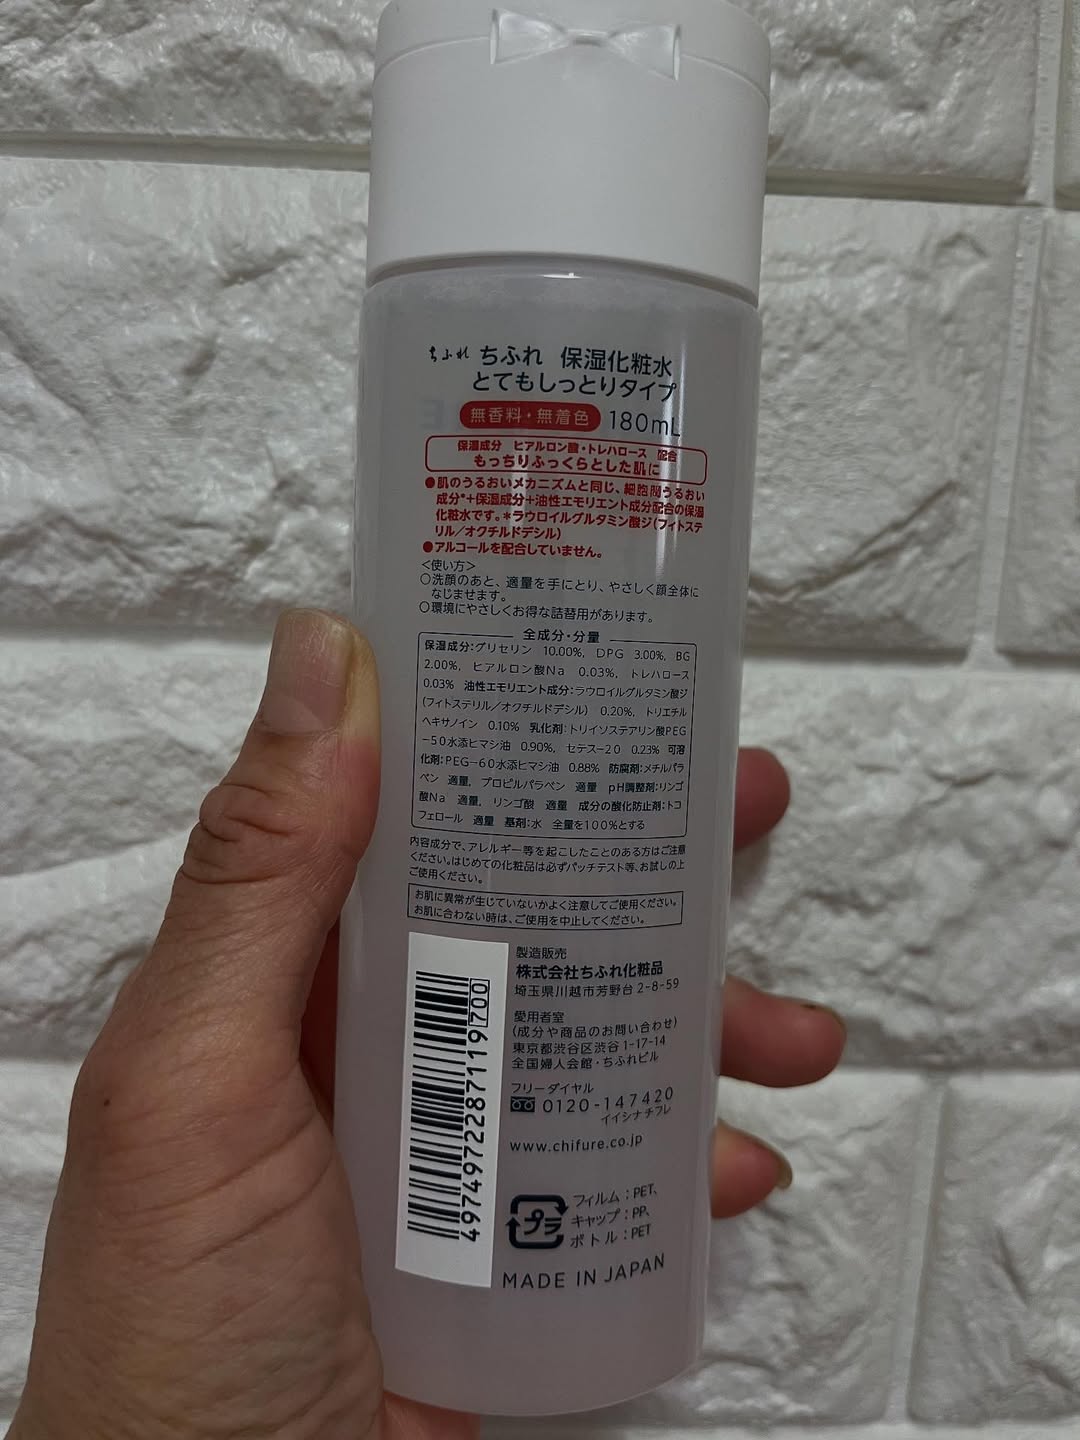 ちふれ ちふれ 保湿化粧水
とてもしっとりタイプ
無香料・無着色 180mL
保湿成分 ヒアルロン酸・トレハロース 配合
もっちりふっくらとした肌に
●肌のうるおいメカニズムと同じ、細胞間うるおい
成分*+保湿成分+油性エモリエント成分配合の保湿
化粧水です。*ラウロイルグルタミン酸ジ(フィトステ
リル/オクチルドデシル)
●アルコールを配合していません。
<使い方>
○洗顔のあと、適量を手にとり、やさしく顔全体に
なじませます。
○環境にやさしくお得な詰替用があります。
全成分・分量
保湿成分:グリセリン 10.00%, DPG 3.00%, BG
2.00%, ヒアルロン酸Na 0.03%, トレハロース
0.03% 油性エモリエント成分:ラウロイルグルタミン酸ジ
(フィトステリル/オクチルドデシル) 0.20%, トリエチル
ヘキサノイン 0.10% 乳化剤:トリイソステアリン酸PEG
-50水添ヒマシ油 0.90%, セテス-20 0.23% 可溶
化剤:PEG-60水添ヒマシ油 0.88% 防腐剤:メチルパラ
ベン 適量, プロピルパラベン 適量 pH調整剤:リンゴ
酸Na 適量, リンゴ酸 適量 成分の酸化防止剤:トコ
フェロール 適量 基剤:水 全量を100%とする
内容成分で、アレルギー等を起こしたことのある方はご注意
ください。はじめての化粧品は必ずパッチテスト等、お試しの上
ご使用ください。
お肌に異常が生じていないかよく注意してご使用ください。
お肌に合わない時は、ご使用を中止してください。
製造販売
株式会社ちふれ化粧品
埼玉県川越市芳野台2-8-59
愛用者室
(成分や商品のお問い合わせ)
東京都渋谷区渋谷1-17-14
全国婦人会館・ちふれビル
フリーダイヤル
0120-147420
イイシナチフレ
www.chifure.co.jp
プラ
フィルム:PET、
キャップ:PP、
ボトル:PET
MADE IN JAPAN
4974972287119700